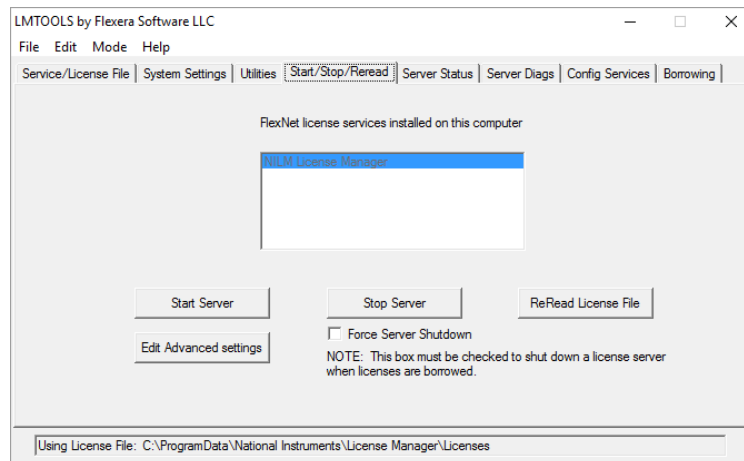 LMTOOLS by Flexera Software LLC
File Edit Mode Help
Service/License File System Settings Utilities Start/Stop/Reread Server Status Server Diags Config Services Borrowing
FlexNet license services installed on this computer
NILM License Manager
Start Server Stop Server ReRead License File
Edit Advanced settings
Force Server Shutdown
NOTE: This box must be checked to shut down a license server
when licenses are borrowed.
Using License File: C:\ProgramData\National Instruments\License Manager\Licenses